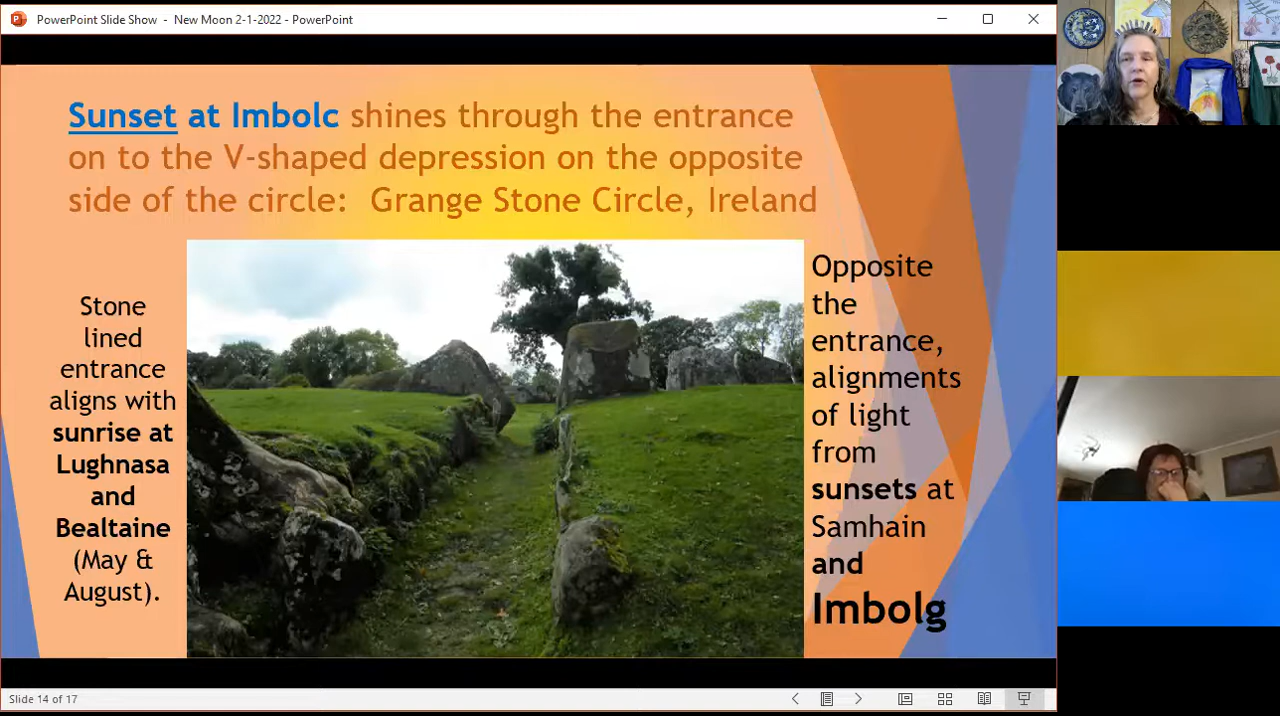 PowerPoint Slide Show - New Moon 2-1-2022 - PowerPoint
Sunset at Imbolc shines through the entrance
on to the V-shaped depression on the opposite
side of the circle: Grange Stone Circle, Ireland
Stone
lined
entrance
aligns with
sunrise at
Lughnasa
and
Bealtaine
(May &
August).
Opposite
the
entrance,
alignments
of light
from
sunsets at
Samhain
and
Imbolg
Slide 14 of 17